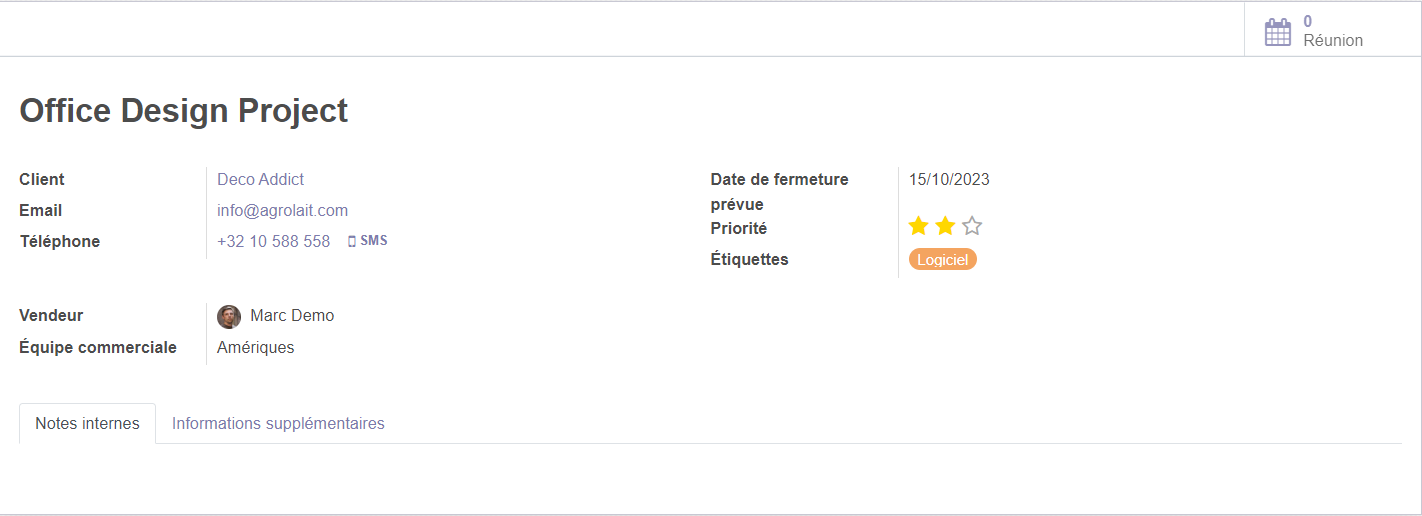 0
Réunion
Office Design Project
Client
Deco Addict
Email
info@agrolait.com
Téléphone
+32 10 588 558 SMS
Date de fermeture
prévue
15/10/2023
Priorité
Étiquettes
Logiciel
Vendeur
Marc Demo
Équipe commerciale
Amériques
Notes internes
Informations supplémentaires